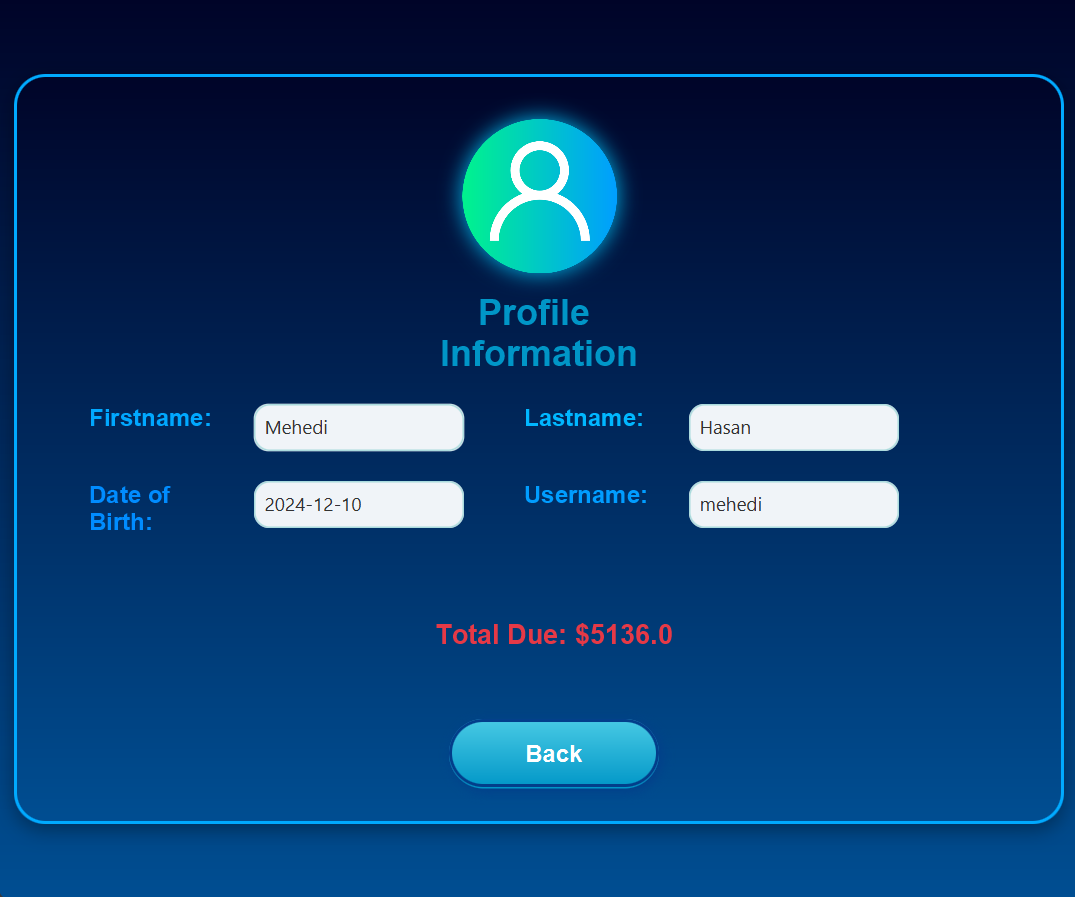 Profile
Information
Firstname: Mehedi Lastname: Hasan
Date of
Birth: 2024-12-10 Username: mehedi
Total Due: $5136.0
Back